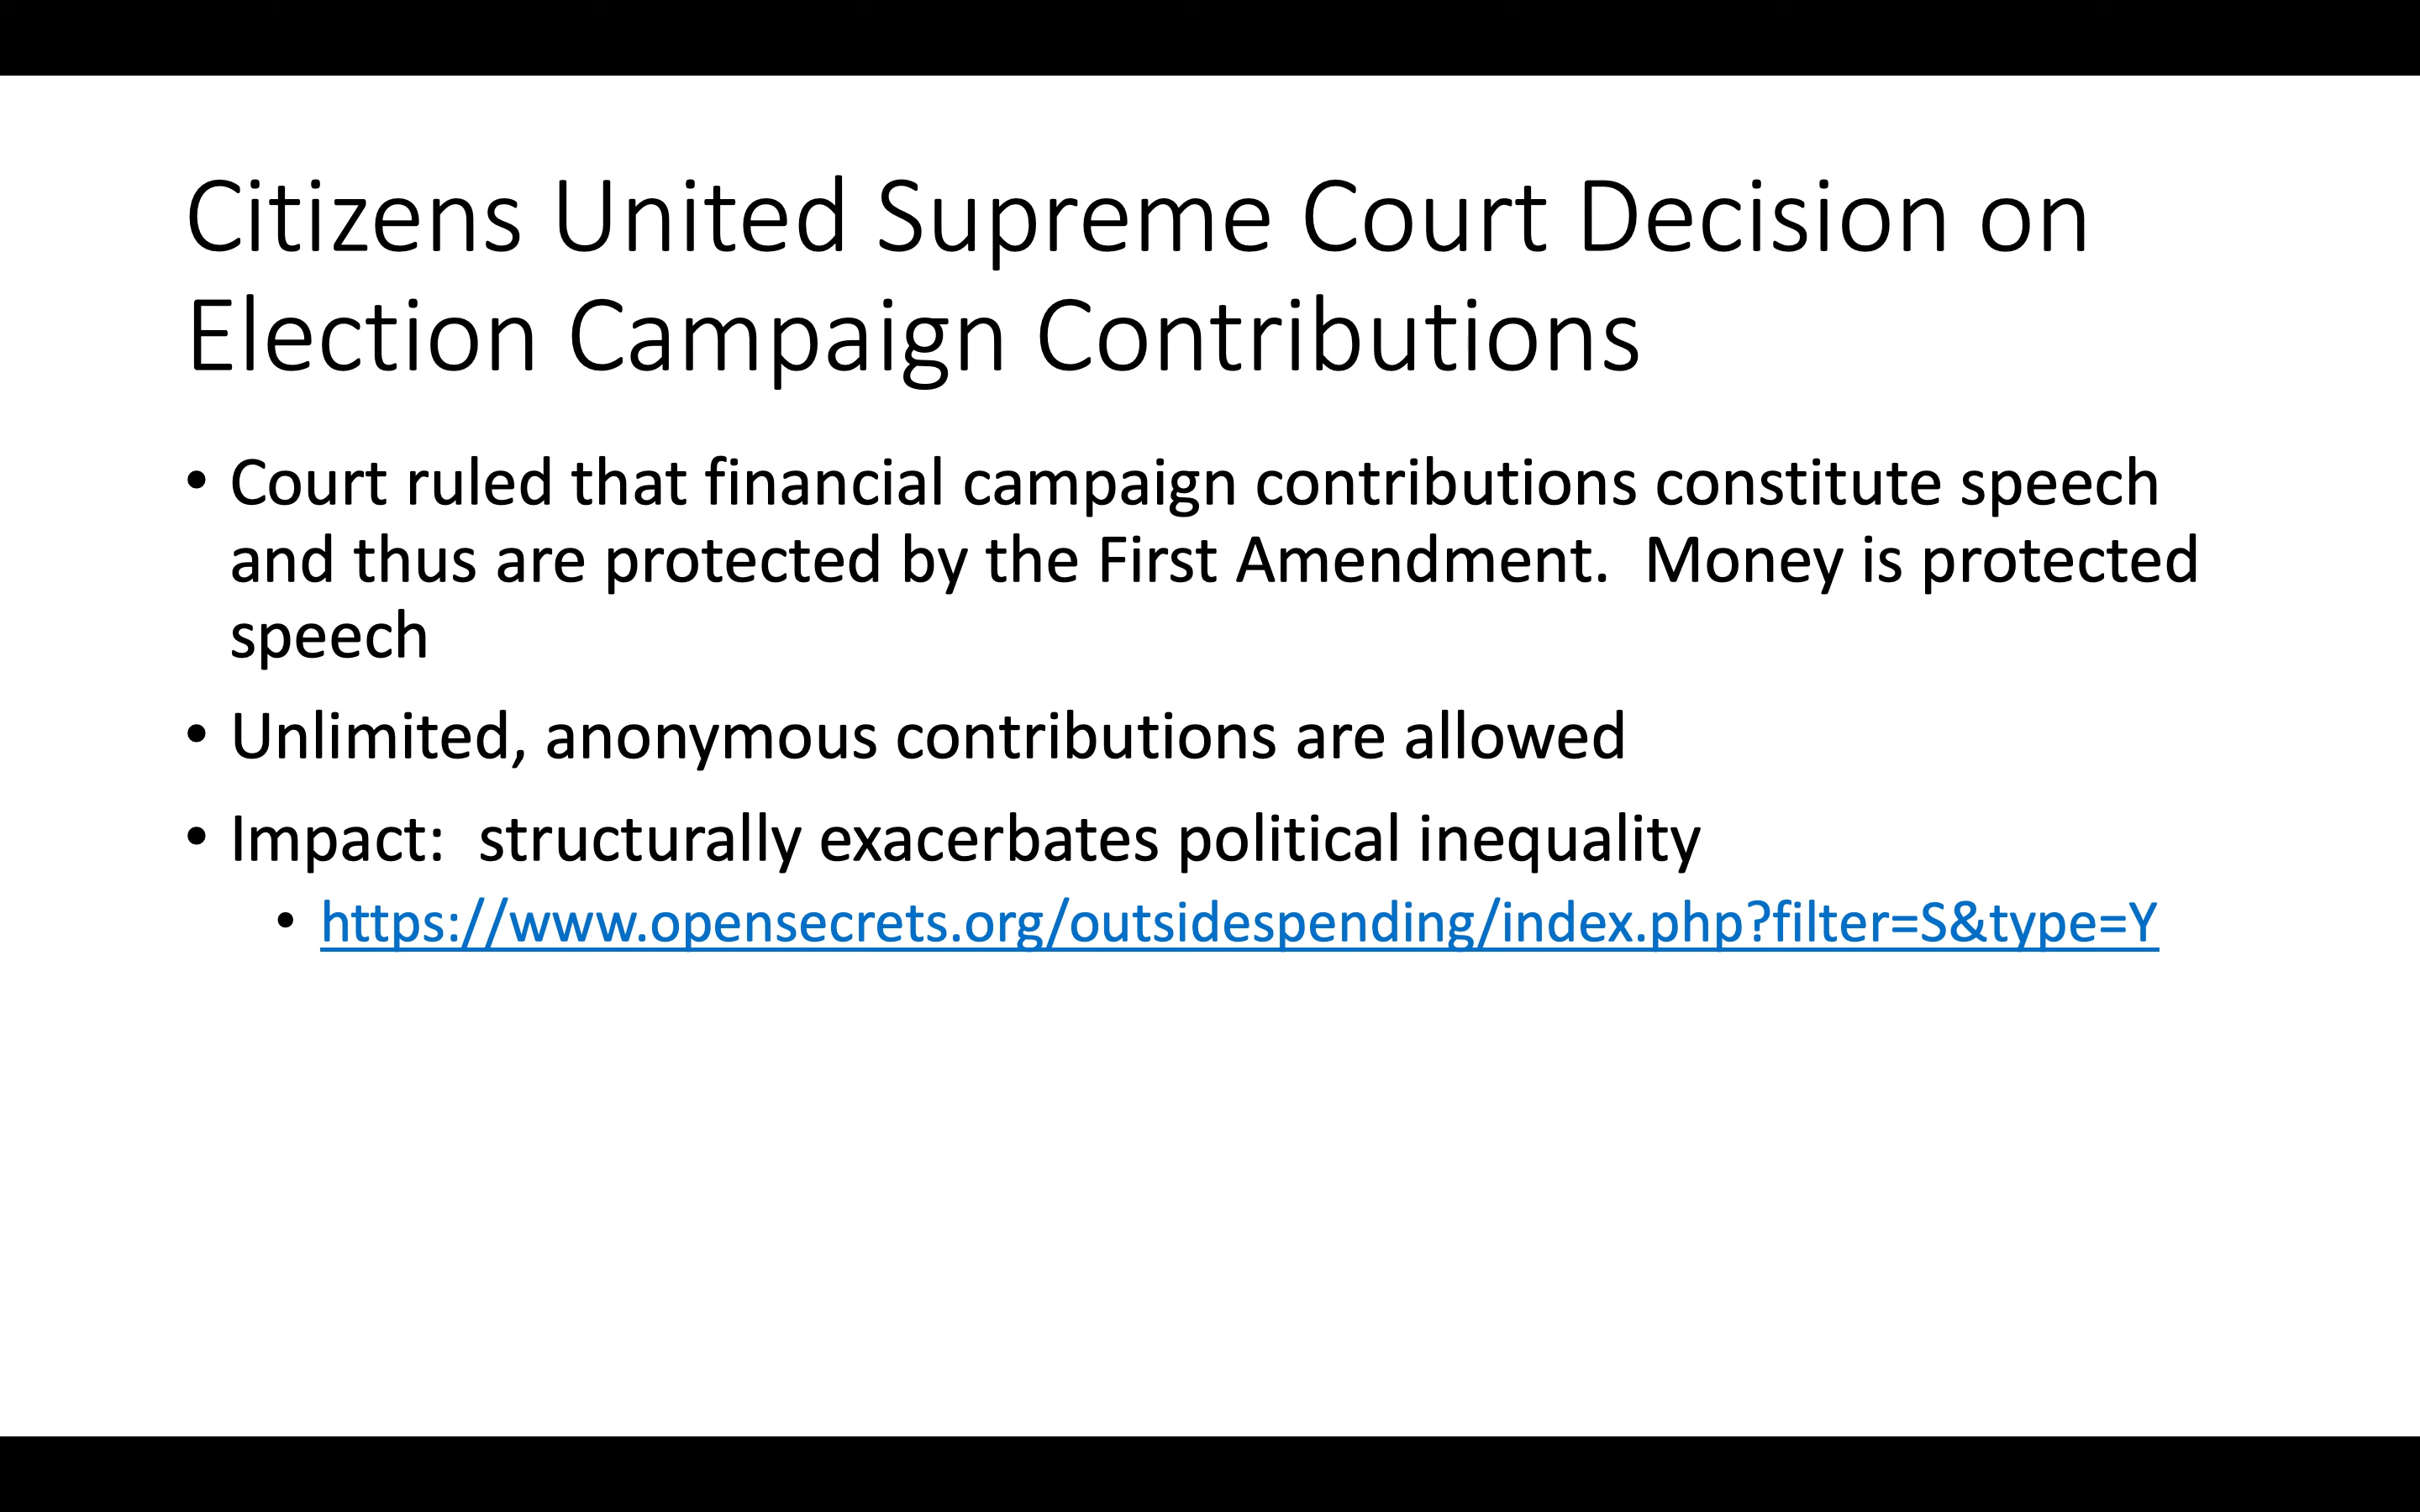 Citizens United Supreme Court Decision on
Election Campaign Contributions
• Court ruled that financial campaign contributions constitute speech
and thus are protected by the First Amendment.  Money is protected
speech
• Unlimited, anonymous contributions are allowed
• Impact:  structurally exacerbates political inequality
• https://www.opensecrets.org/outsidespending/index.php?filter=S&type=Y